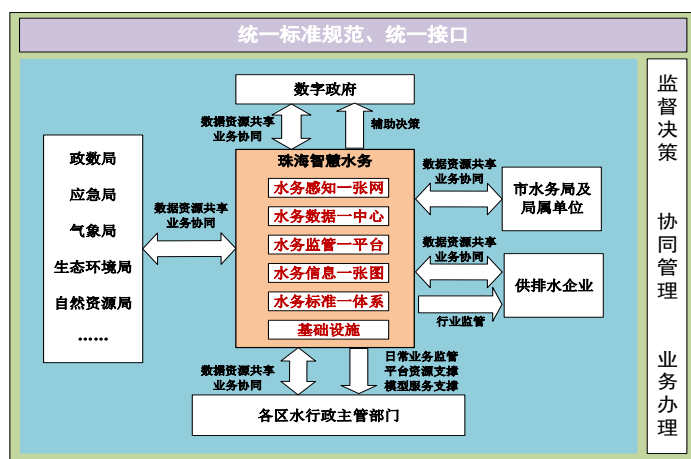 统一标准规范、统一接口
数字政府
数据资源共享
业务协同
辅助决策
政数局
应急局
气象局
生态环境局
自然资源局
……
数据资源共享
业务协同
珠海智慧水务
水务感知一张网
水务数据一中心
水务监管一平台
水务信息一张图
水务标准一体系
基础设施
数据资源共享
业务协同
市水务局及
局属单位
数据资源共享
业务协同
供排水企业
行业监管
数据资源共享
业务协同
日常业务监管
平台资源支撑
模型服务支撑
各区水行政主管部门
监督决策
协同管理
业务办理